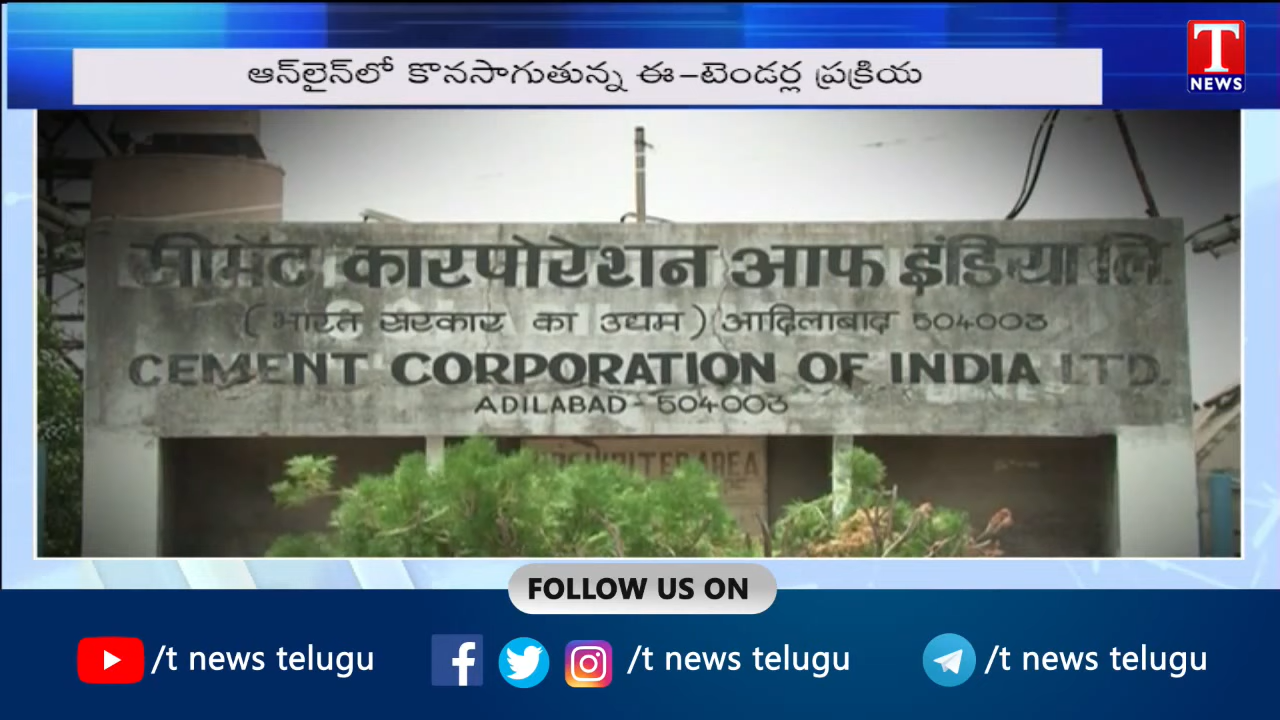 ఆన్‌లైన్‌లో కొనసాగుతున్న ఈ-టెండర్ల ప్రక్రియ
T
NEWS
सीमेंट कारपोरेशन आफ इंडिया लि.
(भारत सरकार का उद्यम) आदिलाबाद 504003
CEMENT CORPORATION OF INDIA LTD.
ADILABAD - 504003
AREA
FOLLOW US ON
/t news telugu
/t news telugu
/t news telugu